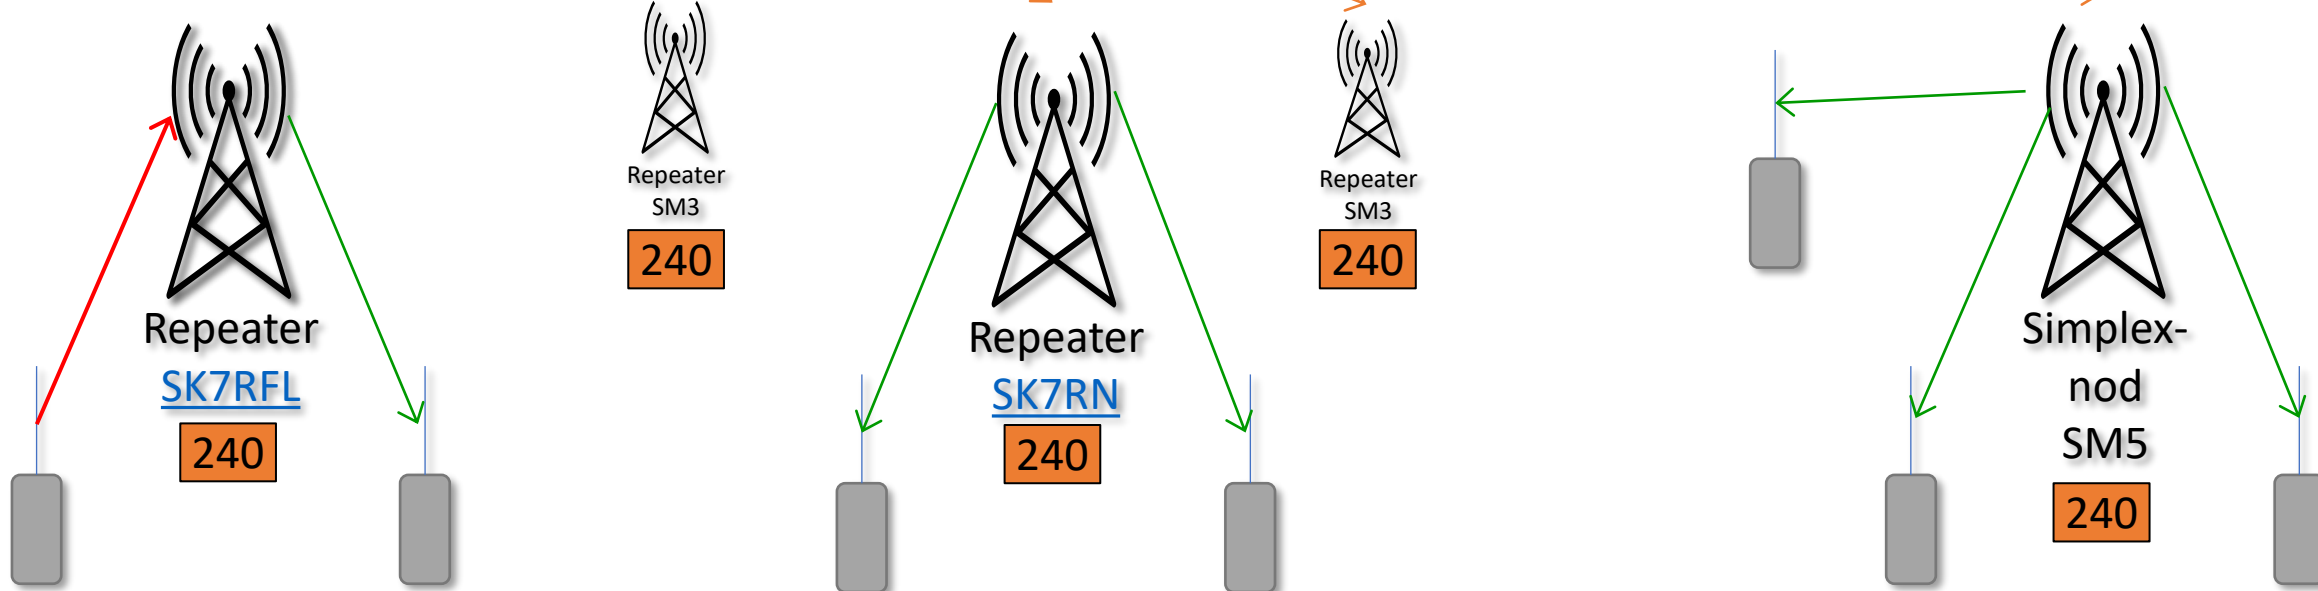 Repeater
SK7RFL
240
Repeater
SM3
240
Repeater
SK7RN
240
Repeater
SM3
240
Simplex-
nod
SM5
240